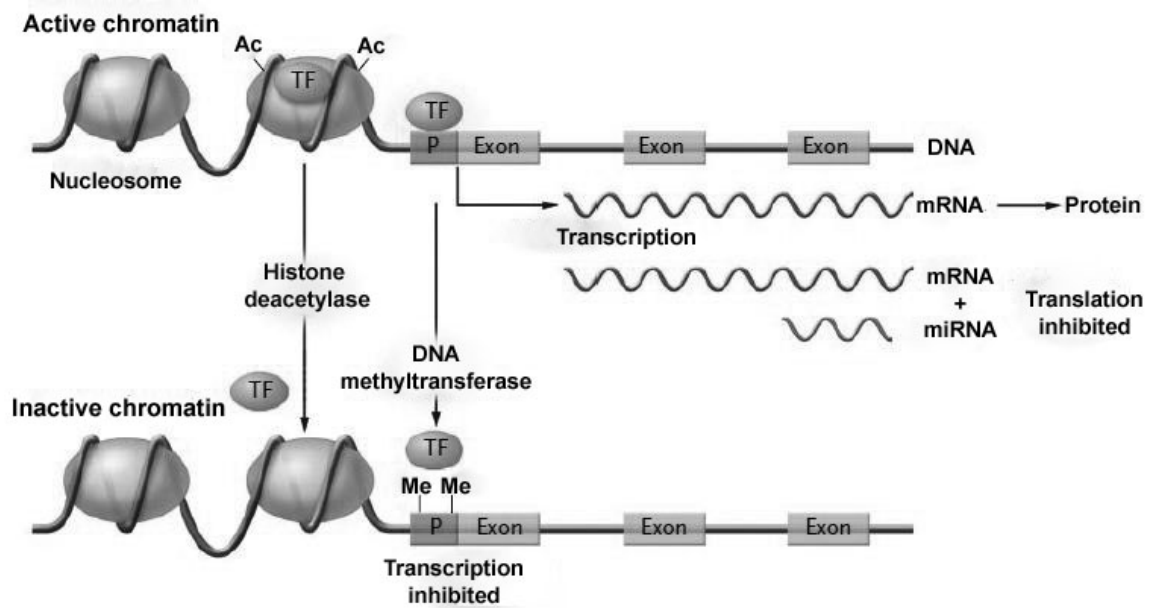 Active chromatin
Ac
Ac
TF
TF
P
Exon
Exon
Exon
DNA
Nucleosome
mRNA
Protein
Transcription
Histone
deacetylase
mRNA
+
miRNA
Translation
inhibited
DNA
methyltransferase
TF
Inactive chromatin
TF
Me
Me
P
Exon
Exon
Exon
Transcription
inhibited